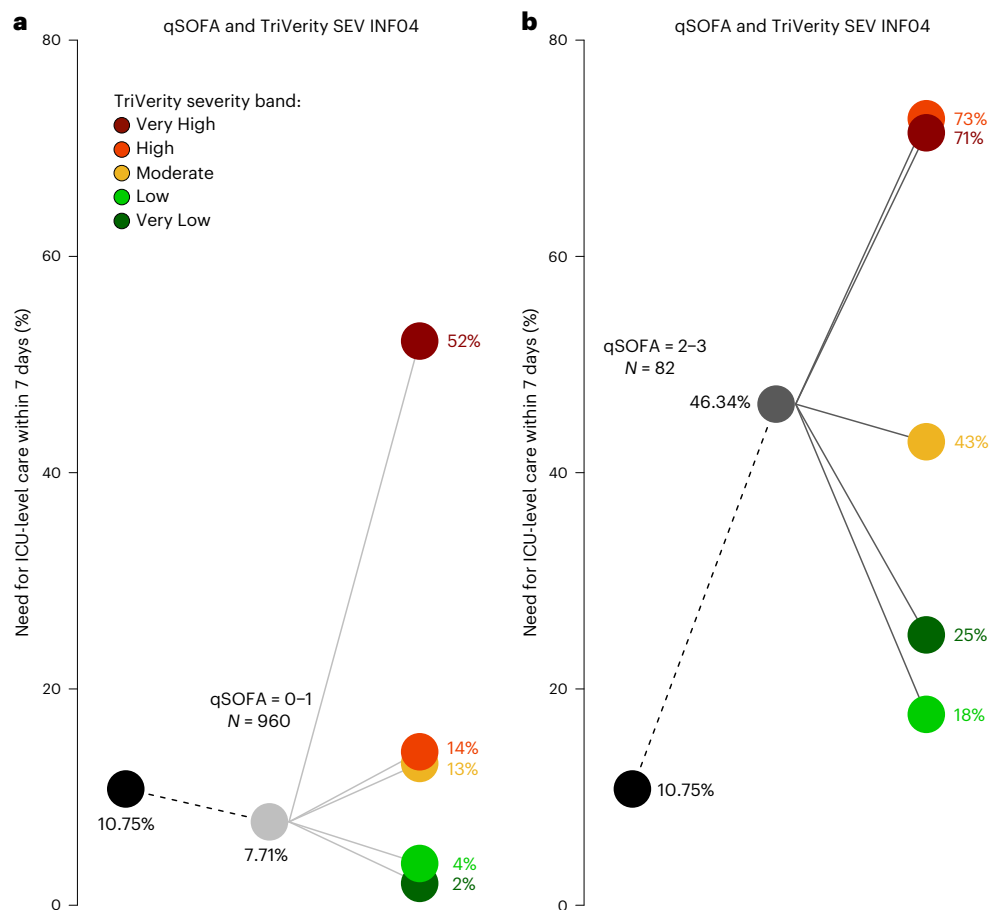 a
qSOFA and TriVerity SEV INF04
80
60
40
20
0
Need for ICU-level care within 7 days (%)
TriVerity severity band:
Very High
High
Moderate
Low
Very Low
52%
qSOFA = 0–1
N = 960
14%
13%
10.75%
7.71%
4%
2%
b
qSOFA and TriVerity SEV INF04
80
60
40
20
0
Need for ICU-level care within 7 days (%)
73%
71%
qSOFA = 2–3
N = 82
46.34%
43%
25%
18%
10.75%